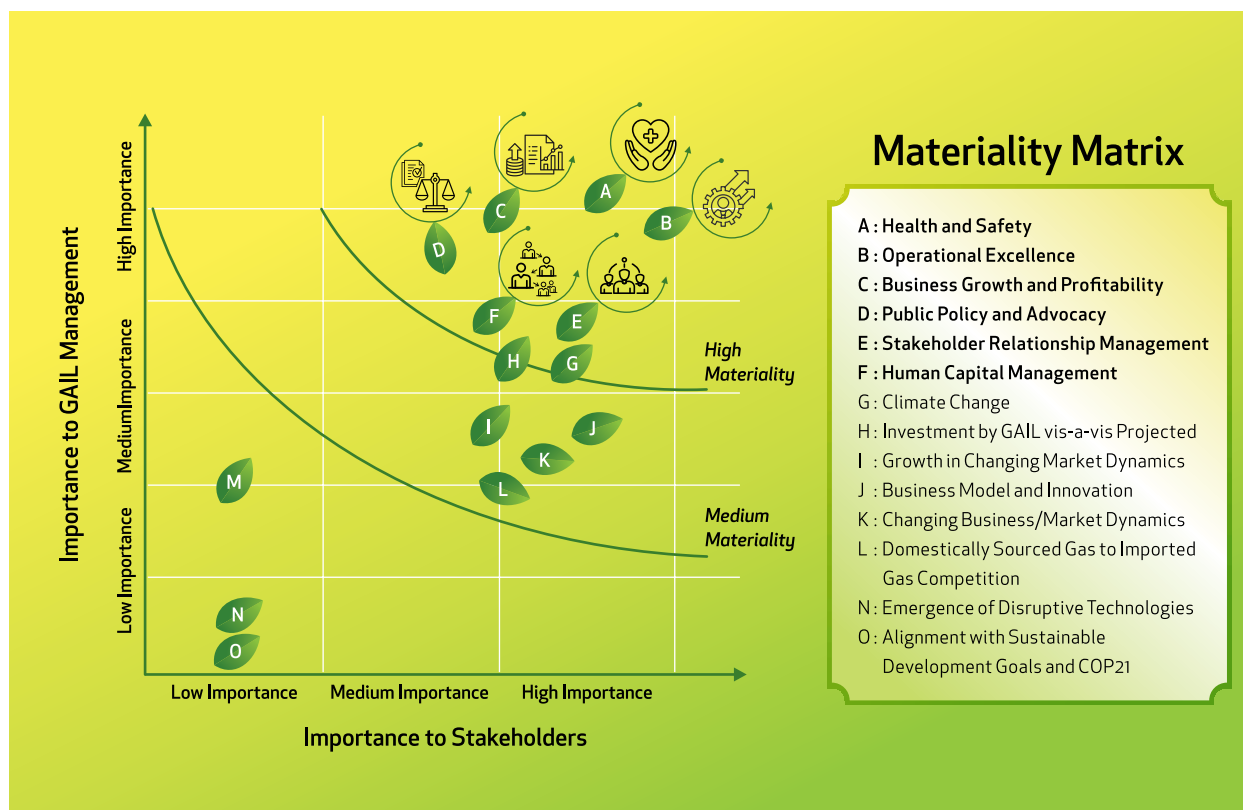 Materiality Matrix
Importance to GAIL Management
High Importance
MediumImportance
Low Importance
A
B
C
D
E
F
G
H
High
Materiality
I
J
K
L
M
Medium
Materiality
N
O
Low Importance
Medium Importance
High Importance
Importance to Stakeholders
A : Health and Safety
B : Operational Excellence
C : Business Growth and Profitability
D : Public Policy and Advocacy
E : Stakeholder Relationship Management
F : Human Capital Management
G : Climate Change
H : Investment by GAIL vis-a-vis Projected
I : Growth in Changing Market Dynamics
J : Business Model and Innovation
K : Changing Business/Market Dynamics
L : Domestically Sourced Gas to Imported
Gas Competition
N : Emergence of Disruptive Technologies
O : Alignment with Sustainable
Development Goals and COP21